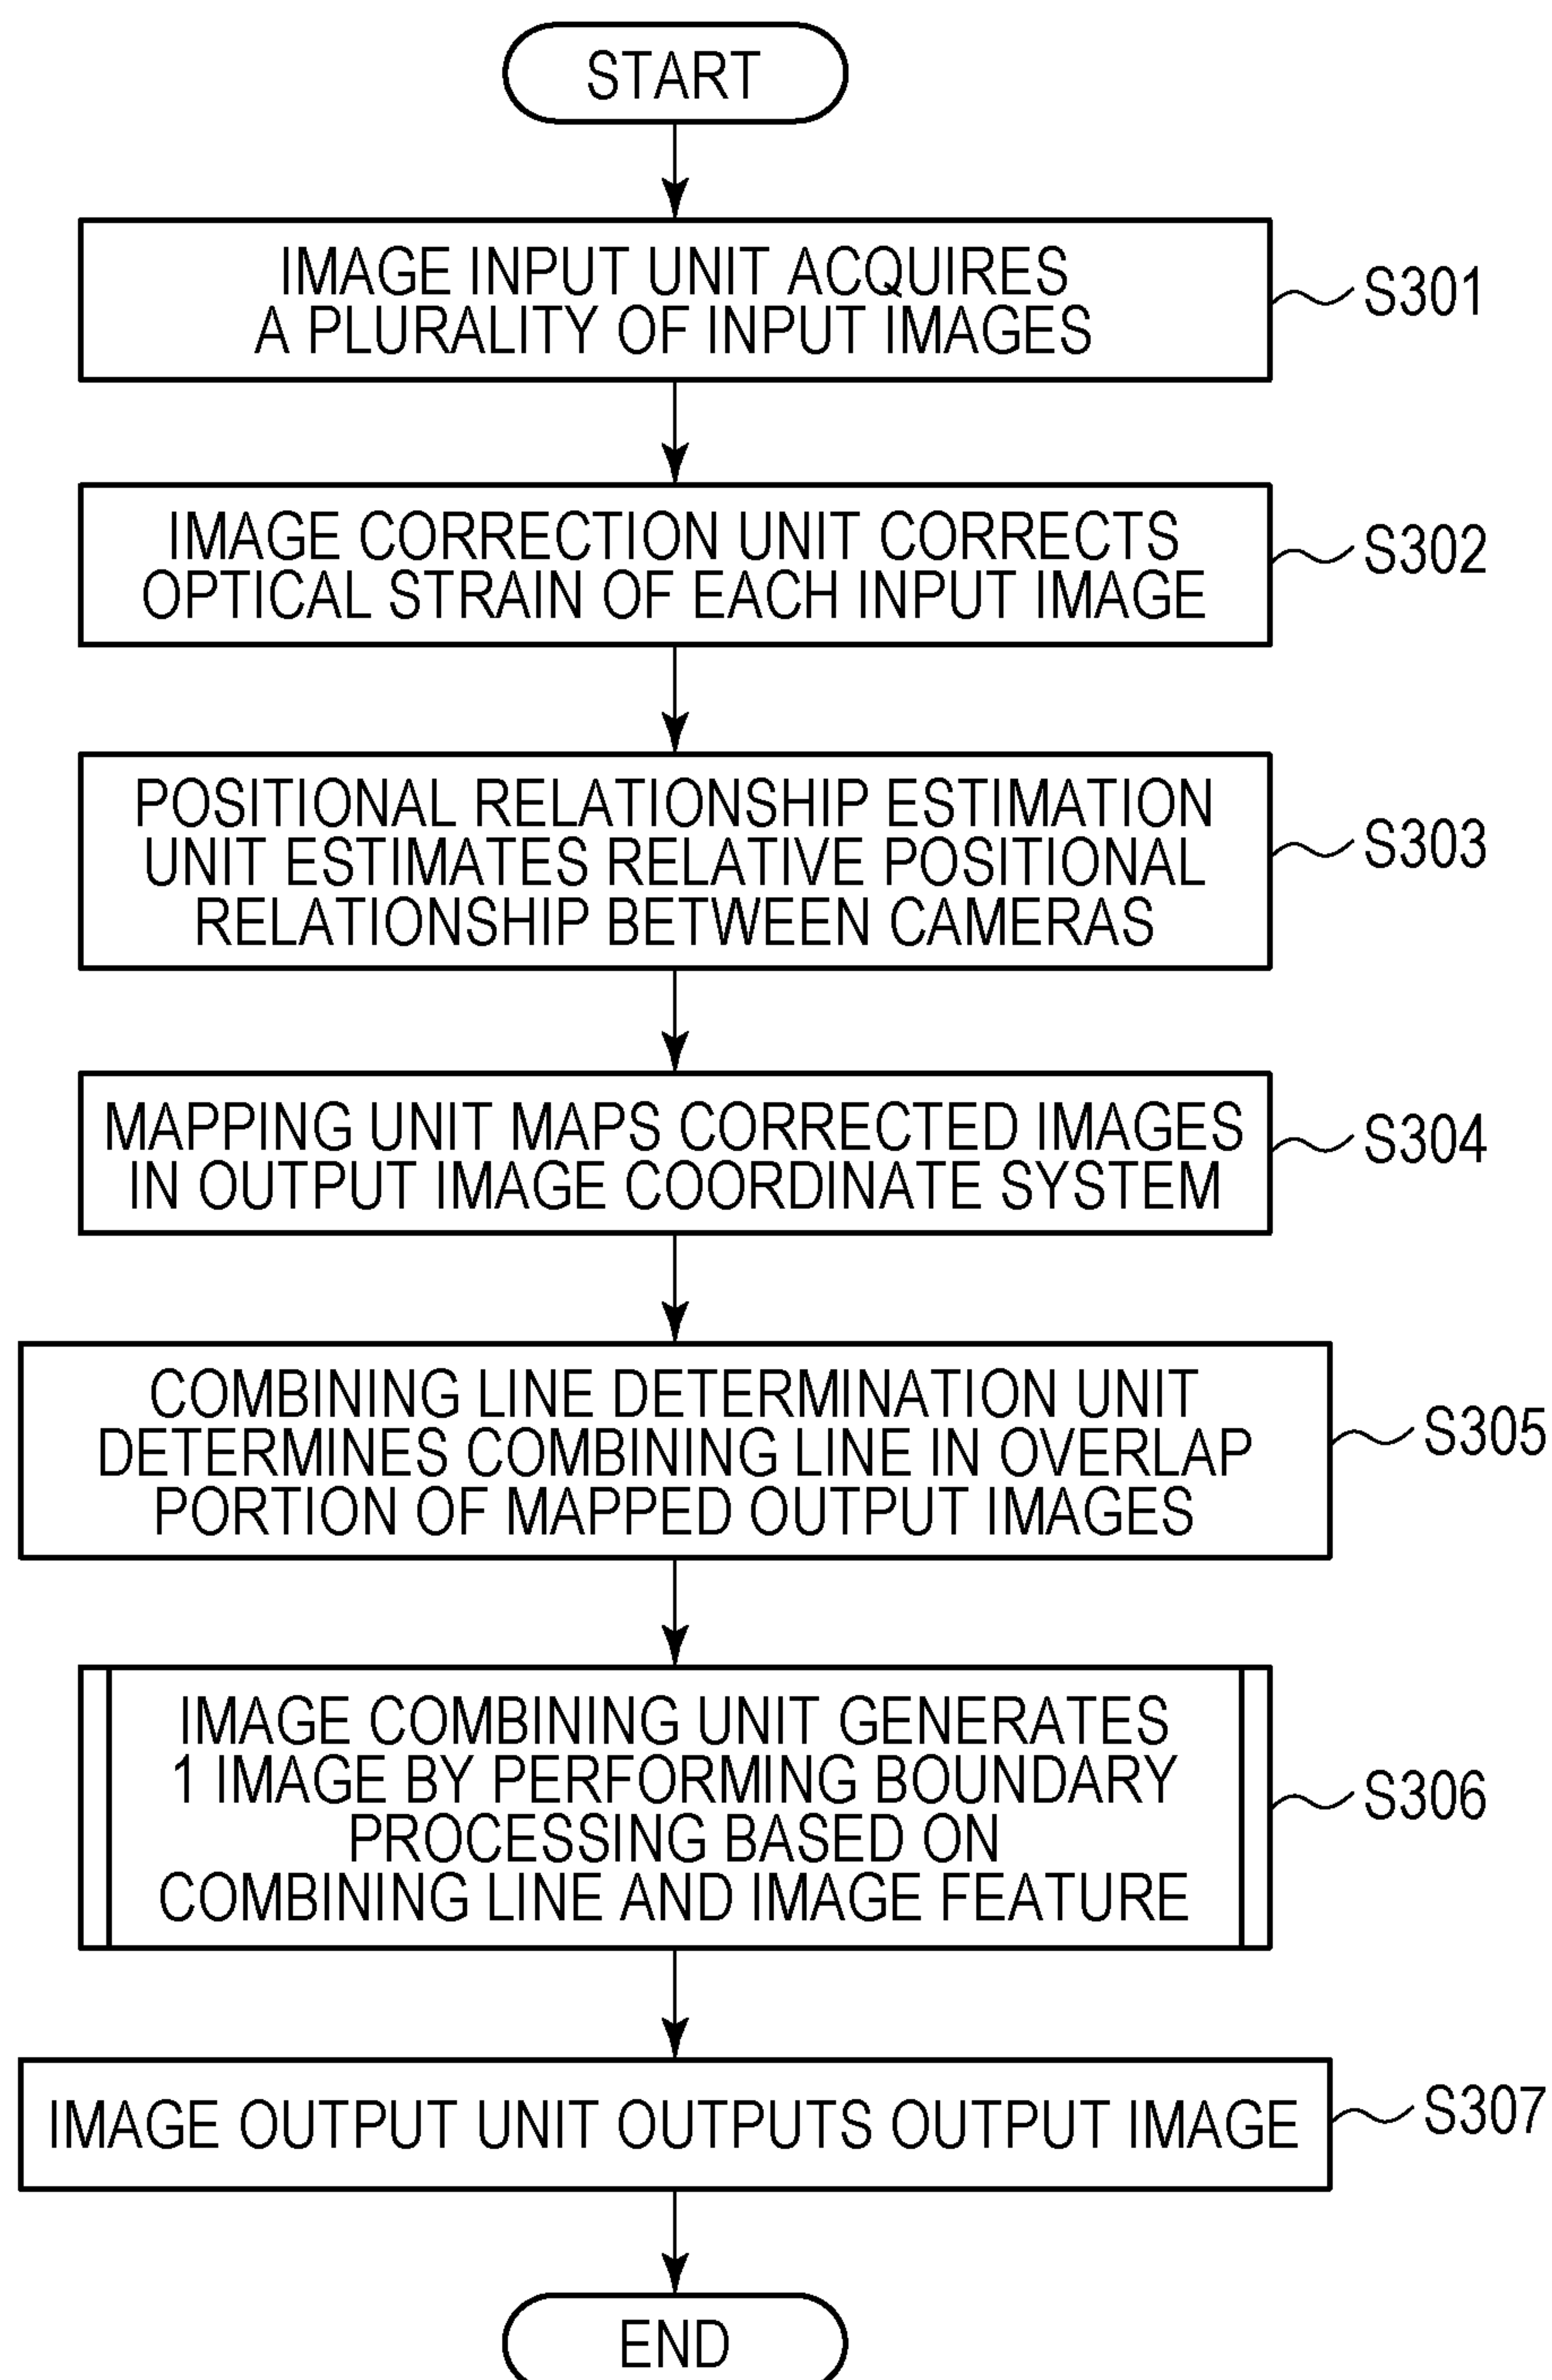 START
IMAGE INPUT UNIT ACQUIRES
A PLURALITY OF INPUT IMAGES
S301
IMAGE CORRECTION UNIT CORRECTS
OPTICAL STRAIN OF EACH INPUT IMAGE
S302
POSITIONAL RELATIONSHIP ESTIMATION
UNIT ESTIMATES RELATIVE POSITIONAL
RELATIONSHIP BETWEEN CAMERAS
S303
MAPPING UNIT MAPS CORRECTED IMAGES
IN OUTPUT IMAGE COORDINATE SYSTEM
S304
COMBINING LINE DETERMINATION UNIT
DETERMINES COMBINING LINE IN OVERLAP
PORTION OF MAPPED OUTPUT IMAGES
S305
IMAGE COMBINING UNIT GENERATES
1 IMAGE BY PERFORMING BOUNDARY
PROCESSING BASED ON
COMBINING LINE AND IMAGE FEATURE
S306
IMAGE OUTPUT UNIT OUTPUTS OUTPUT IMAGE
S307
END